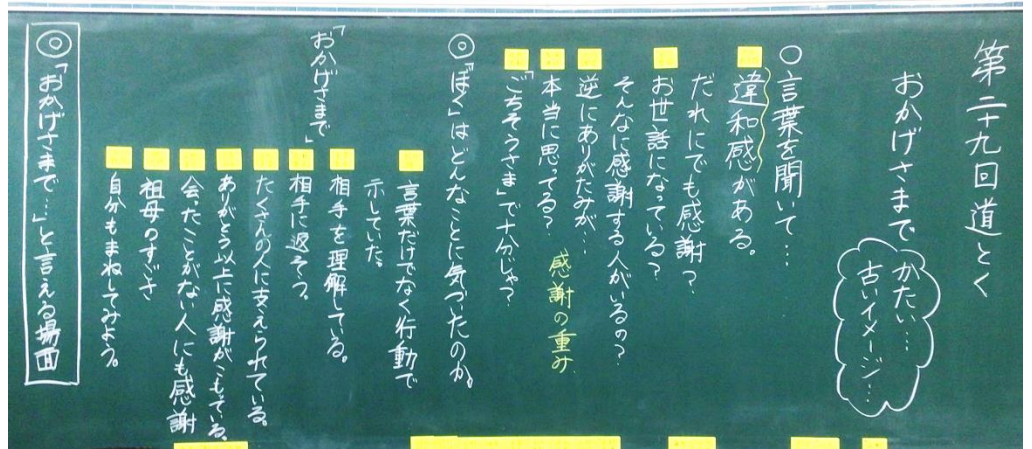 第二十九回道とく
おかげさまで
かたい…
古いイメージ…
○言葉を聞いて…
違和感がある。
だれにでも感謝？
お世話になっている？
そんなに感謝する人がいるの？
逆にありがたみが…
本当に思ってる？
感謝の重み
「ごちそうさま」で十分じゃ？
◎「ぼく」はどんなことに気づいたのか。
言葉だけでなく行動で
示していた。
「おかげさまで」
相手を理解している。
相手に返そう。
たくさんの人に支えられている。
ありがとう以上に感謝がこもっている。
会ったことがない人にも感謝
祖母のすごさ
自分もまねしてみよう。
◎「おかげさまで…」と言える場面